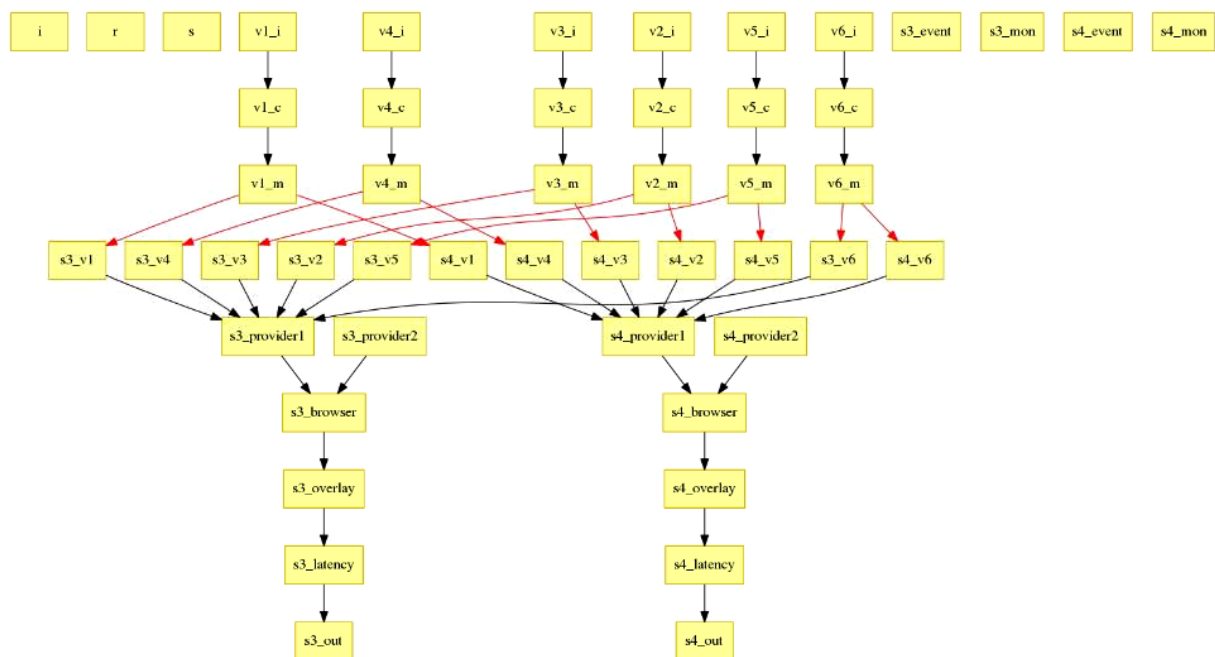 i r s v1_i v4_i v3_i v2_i v5_i v6_i s3_event s3_mon s4_event s4_mon
v1_c v4_c v3_c v2_c v5_c v6_c
v1_m v4_m v3_m v2_m v5_m v6_m
s3_v1 s3_v4 s3_v3 s3_v2 s3_v5 s4_v1 s4_v4 s4_v3 s4_v2 s4_v5 s3_v6 s4_v6
s3_provider1 s3_provider2 s4_provider1 s4_provider2
s3_browser s4_browser
s3_overlay s4_overlay
s3_latency s4_latency
s3_out s4_out